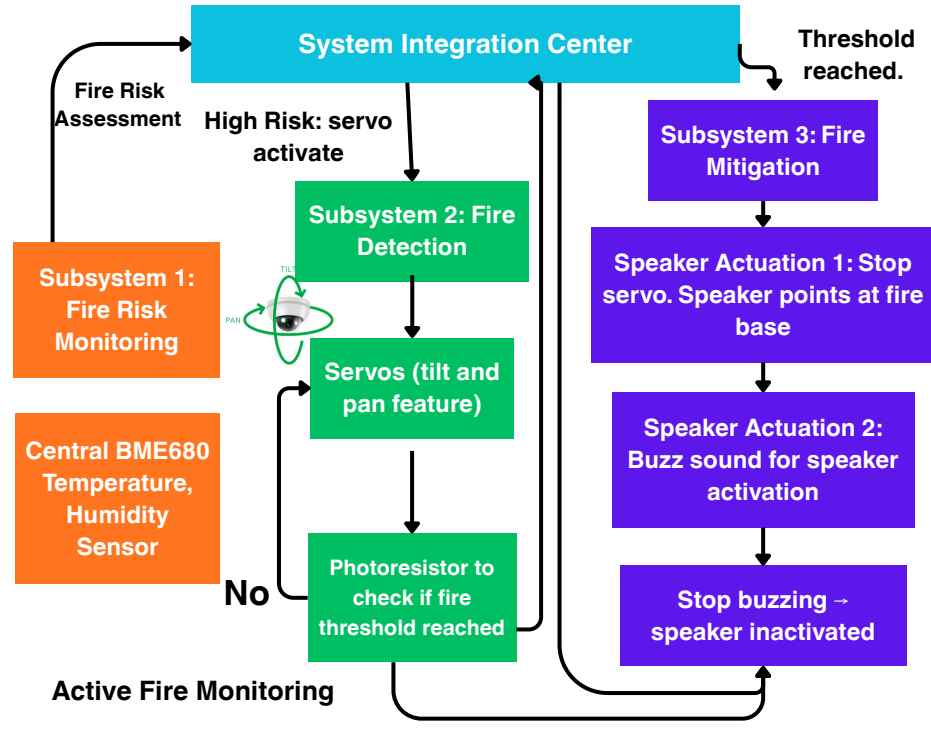 System Integration Center
Threshold
reached.
Fire Risk
Assessment
High Risk: servo
activate
Subsystem 3: Fire
Mitigation
Subsystem 2: Fire
Detection
Subsystem 1:
Fire Risk
Monitoring
TILT
PAN
Speaker Actuation 1: Stop
servo. Speaker points at fire
base
Servos (tilt and
pan feature)
Speaker Actuation 2:
Buzz sound for speaker
activation
Central BME680
Temperature,
Humidity
Sensor
No
Photoresistor to
check if fire
threshold reached
Stop buzzing →
speaker inactivated
Active Fire Monitoring